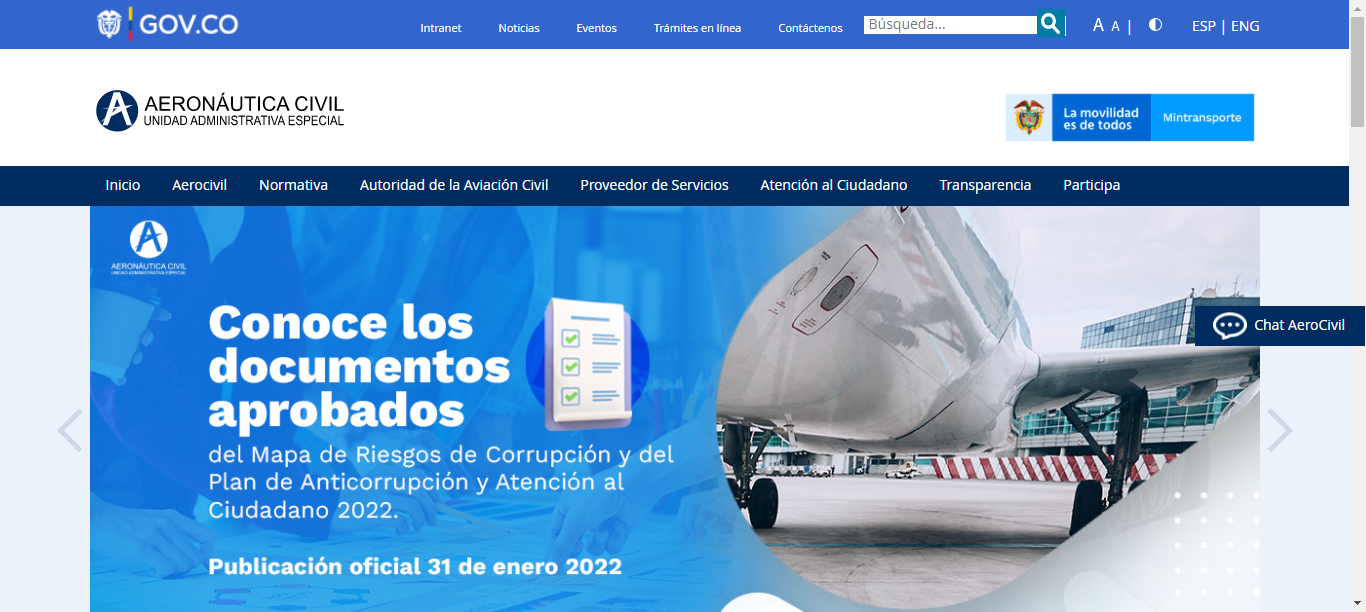 GOV.CO
Intranet Noticias Eventos Trámites en línea Contáctenos Búsqueda... A A | ESP | ENG
AERONÁUTICA CIVIL
UNIDAD ADMINISTRATIVA ESPECIAL
La movilidad
es de todos
Mintransporte
Inicio Aerocivil Normativa Autoridad de la Aviación Civil Proveedor de Servicios Atención al Ciudadano Transparencia Participa
AERONÁUTICA CIVIL
UNIDAD ADMINISTRATIVA ESPECIAL
Conoce los
documentos
aprobados
del Mapa de Riesgos de Corrupción y del
Plan de Anticorrupción y Atención al
Ciudadano 2022.
Publicación oficial 31 de enero 2022
Chat AeroCivil